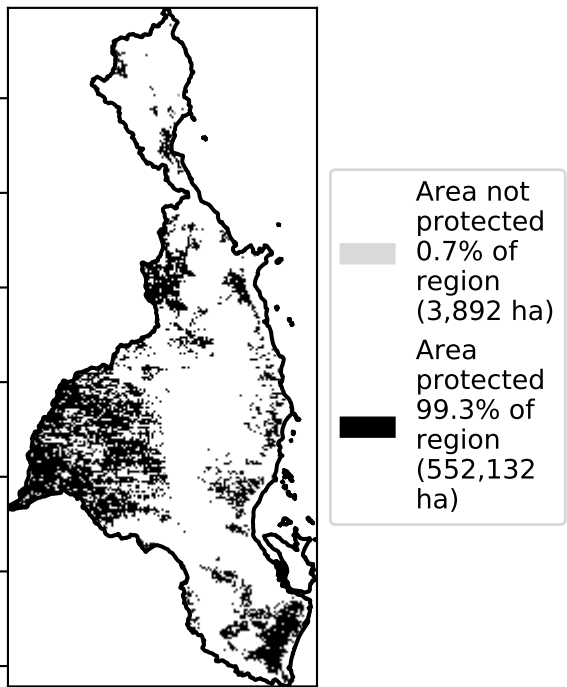 Area not
protected
0.7% of
region
(3,892 ha)
Area
protected
99.3% of
region
(552,132
ha)